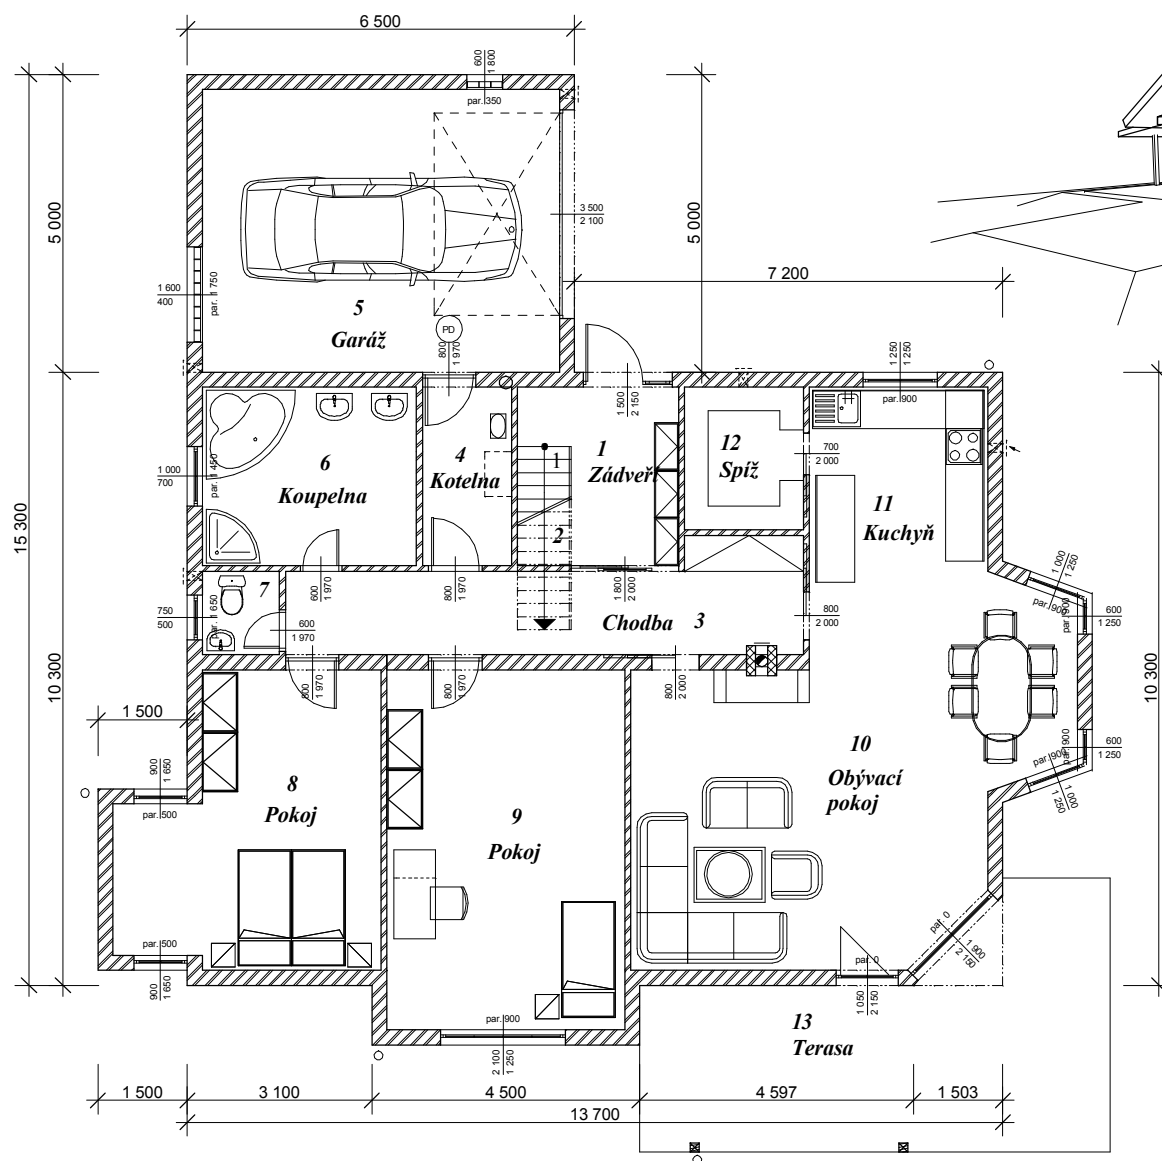 6 500
600
1 800
par. 350
15 300
5 000
5 000
3 500
2 100
7 200
1 600
400
par. 1 750
5
Garáž
PD
800
1 970
1 500
2 150
1 250
1 250
par. 900
1 000
700
par. 1 450
6
Koupelna
4
Kotelna
1
2
1
Zádveří
12
Spíž
700
2 000
11
Kuchyň
600
1 970
800
1 970
1 800
2 000
1 000
1 250
par. 900
par. 900
600
1 250
750
500
par. 1 650
7
600
1 970
Chodba 3
800
2 000
10 300
10 300
800
1 970
800
1 970
800
2 000
1 500
900
1 650
par. 500
8
Pokoj
9
Pokoj
10
Obývací
pokoj
par. 900
600
1 250
par. 900
1 000
1 250
par. 500
900
1 650
par. 900
2 100
1 250
par. 0
1 050
2 150
par. 0
1 900
2 150
13
Terasa
1 500
3 100
4 500
4 597
1 503
13 700